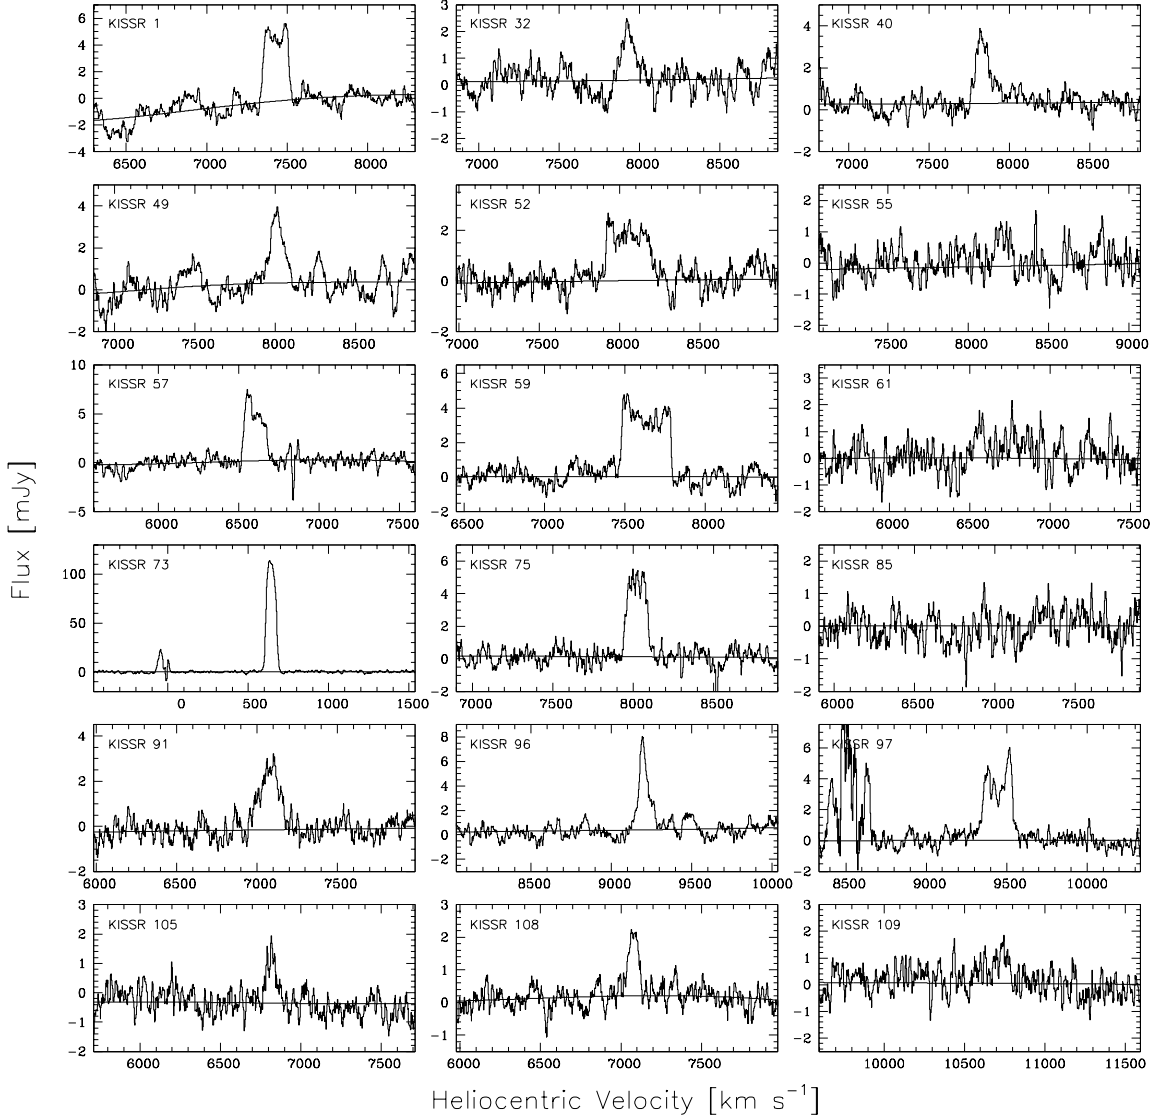 KISSR 1
6
4
2
0
−2
−4
6500 7000 7500 8000
KISSR 32
3
2
1
0
−1
−2
7000 7500 8000 8500
KISSR 40
4
2
0
−2
7000 7500 8000 8500
KISSR 49
4
2
0
−2
7000 7500 8000 8500
KISSR 52
4
2
0
−2
7000 7500 8000 8500
KISSR 55
2
1
0
−1
−2
7500 8000 8500 9000
KISSR 57
10
5
0
−5
6000 6500 7000 7500
KISSR 59
6
4
2
0
−2
6500 7000 7500 8000
KISSR 61
3
2
1
0
−1
−2
6000 6500 7000 7500
KISSR 73
100
50
0
0 500 1000 1500
KISSR 75
6
4
2
0
−2
7000 7500 8000 8500
KISSR 85
2
1
0
−1
−2
6000 6500 7000 7500
KISSR 91
4
2
0
−2
6000 6500 7000 7500
KISSR 96
8
6
4
2
0
−2
8500 9000 9500 10000
KISSR 97
6
4
2
0
−2
8500 9000 9500 10000
KISSR 105
3
2
1
0
−1
−2
6000 6500 7000 7500
KISSR 108
3
2
1
0
−1
6000 6500 7000 7500
KISSR 109
3
2
1
0
−1
−2
10000 10500 11000 11500
Flux [mJy]
Heliocentric Velocity [km s⁻¹]